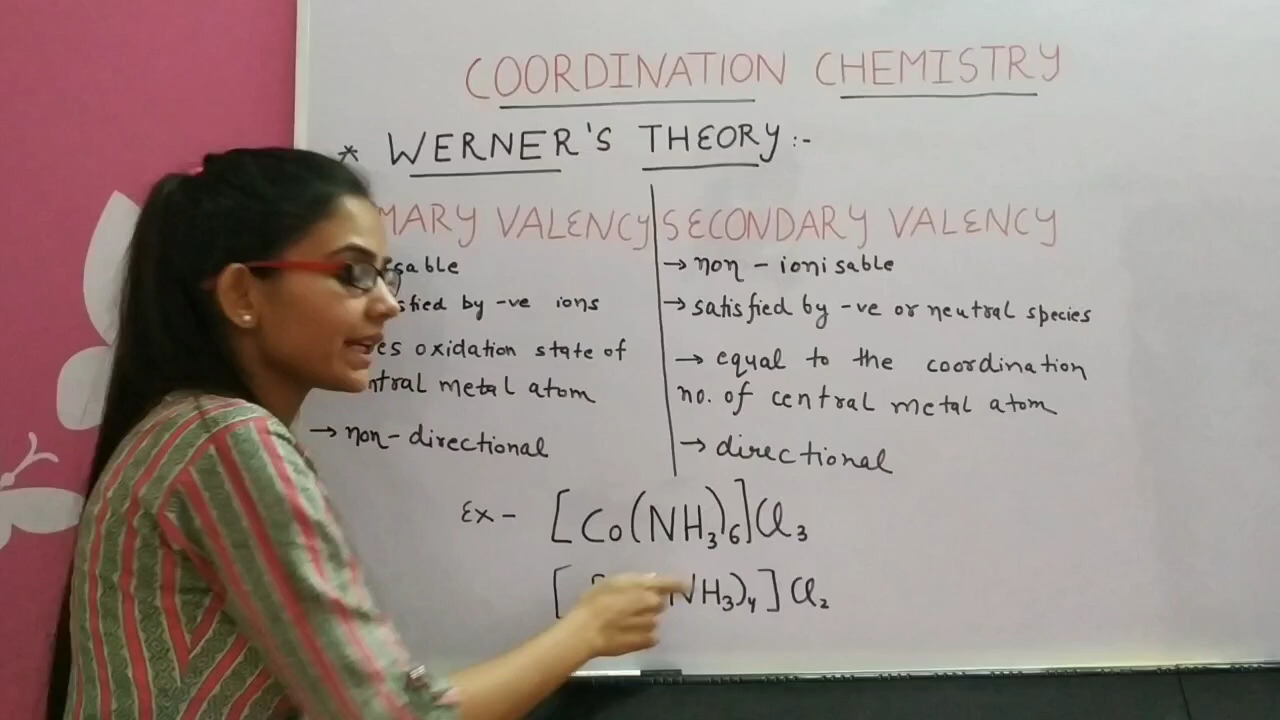 COORDINATION CHEMISTRY
* WERNER'S THEORY :-
MARY VALENCY | SECONDARY VALENCY
sable
→ non-ionisable
sfied by -ve ions
→ satisfied by -ve or neutral species
es oxidation state of
ntral metal atom
→ equal to the coordination
no. of central metal atom
→ non-directional
→ directional
Ex - [Co(NH₃)₆]Cl₃
[ NH₃)₄]Cl₂